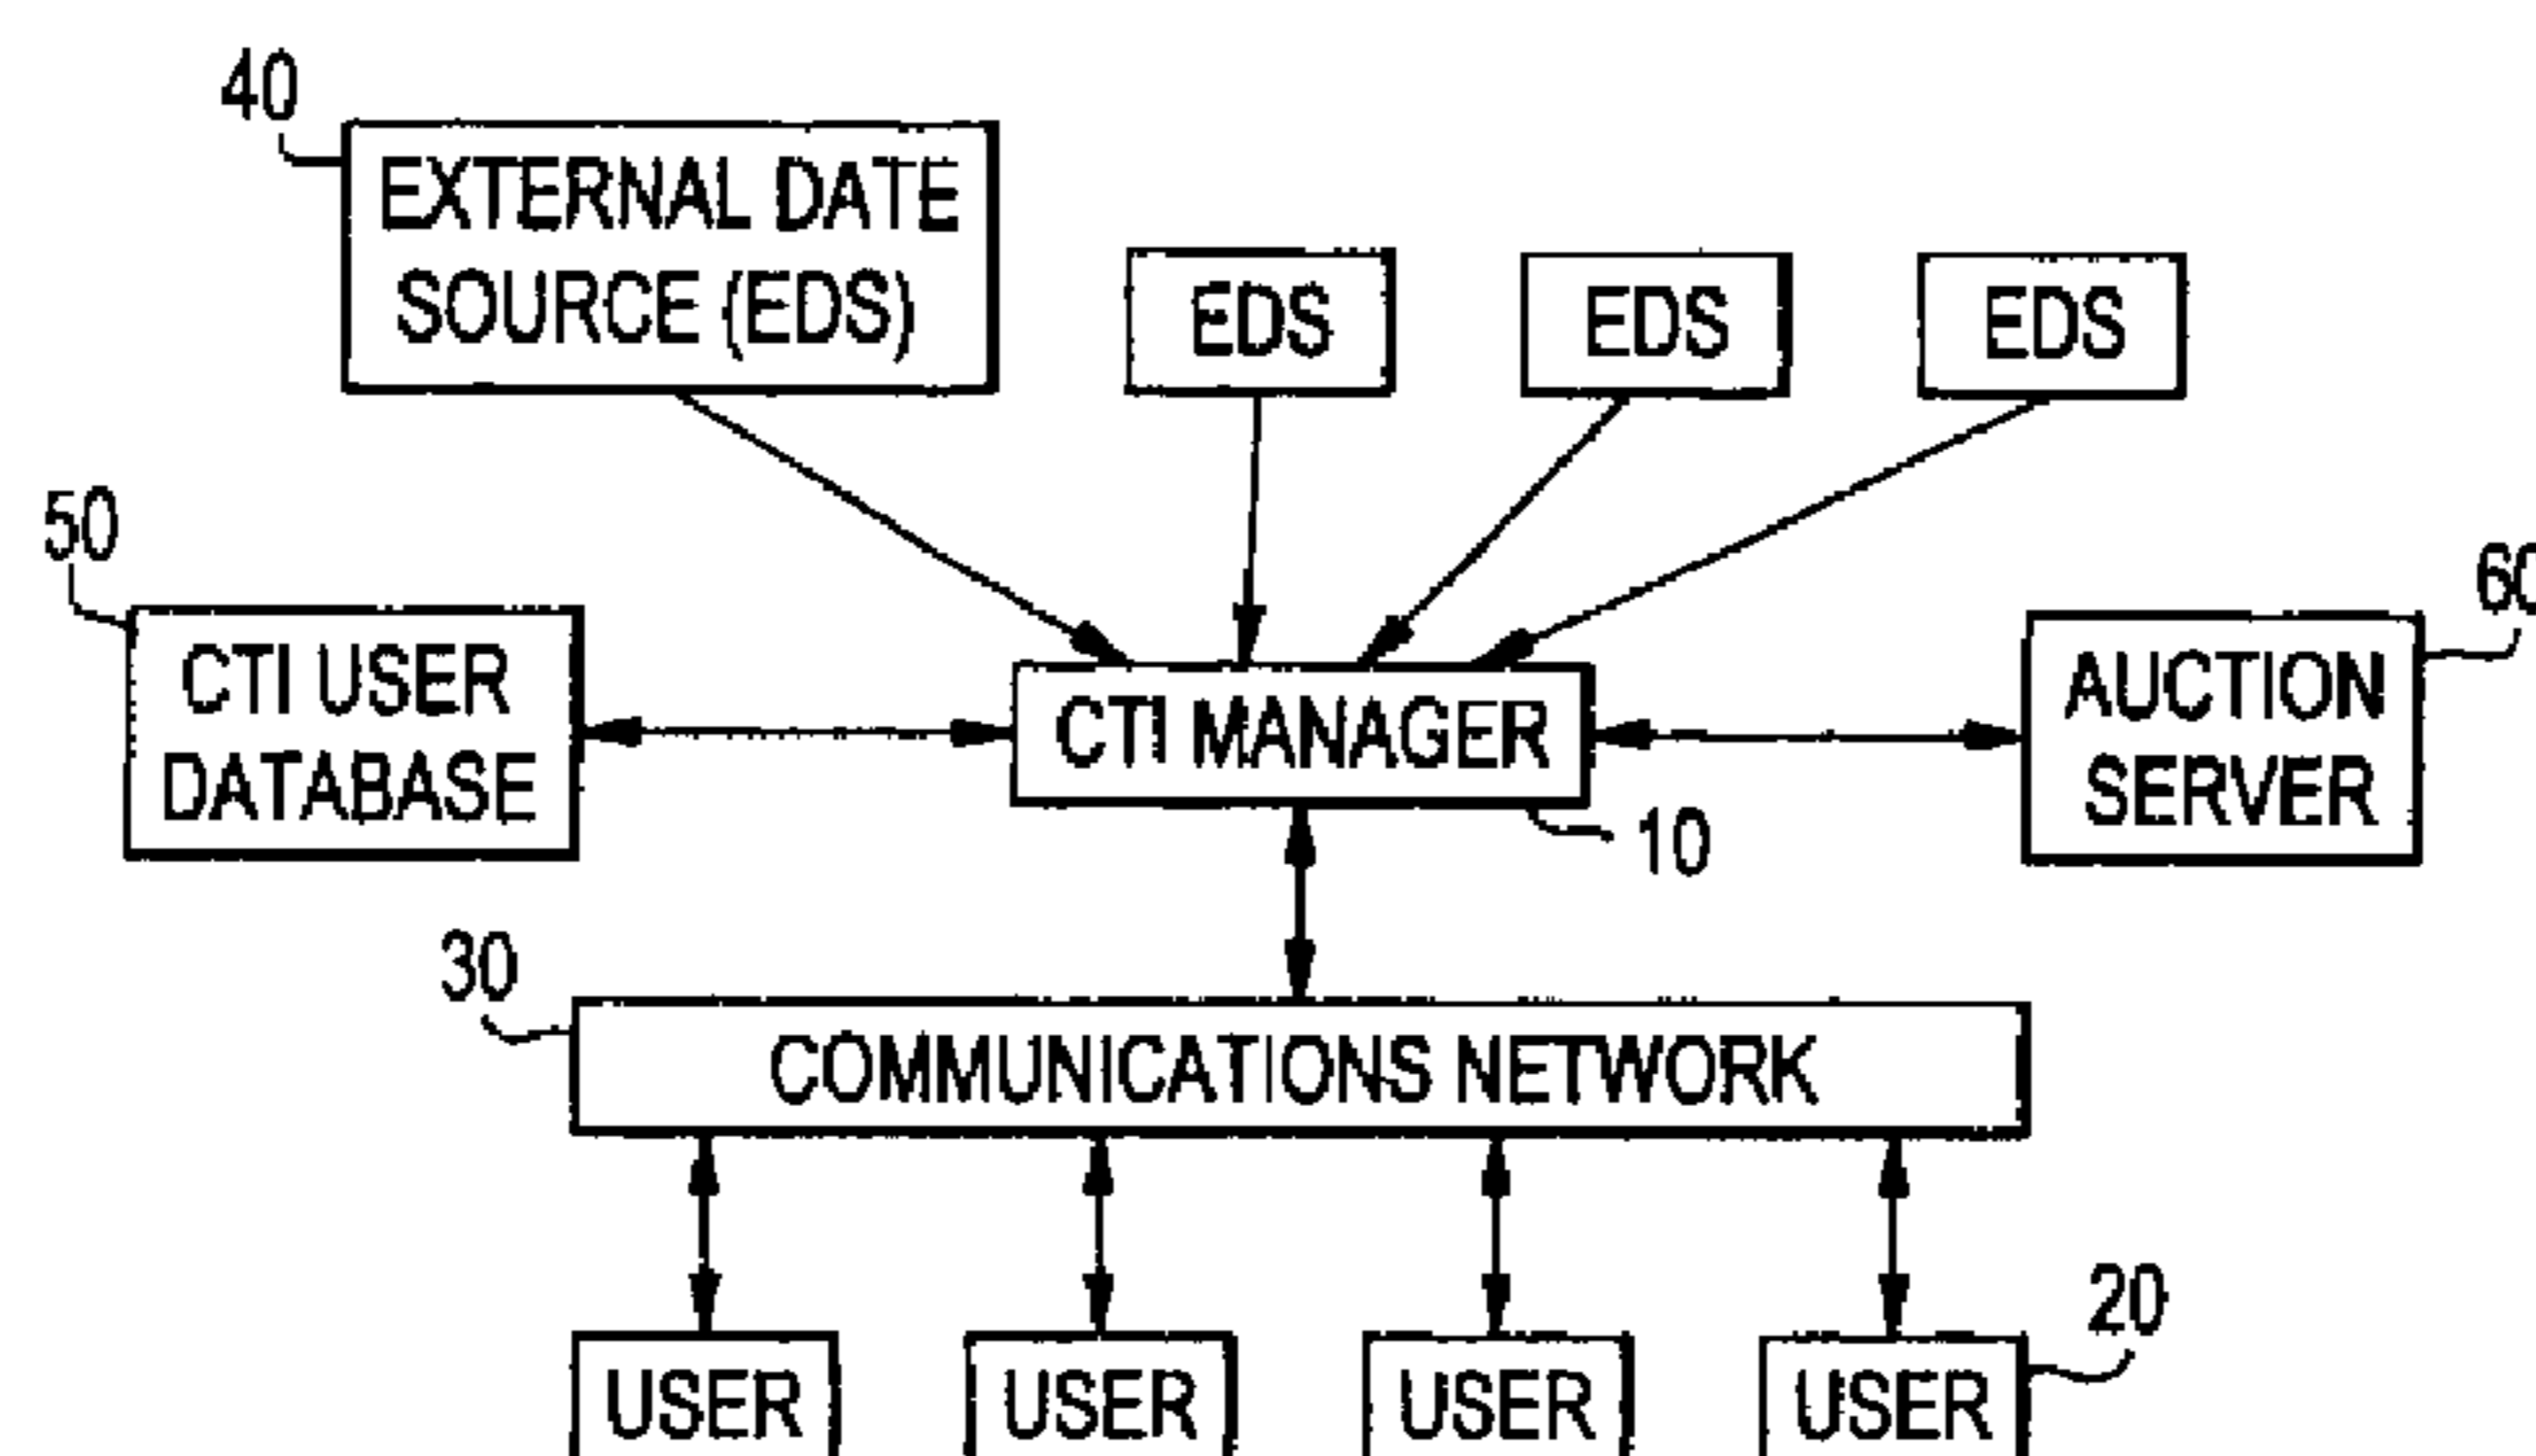 40
EXTERNAL DATE
SOURCE (EDS)
EDS
EDS
EDS
50
CTI USER
DATABASE
CTI MANAGER
10
60
AUCTION
SERVER
30
COMMUNICATIONS NETWORK
USER
USER
USER
USER
20